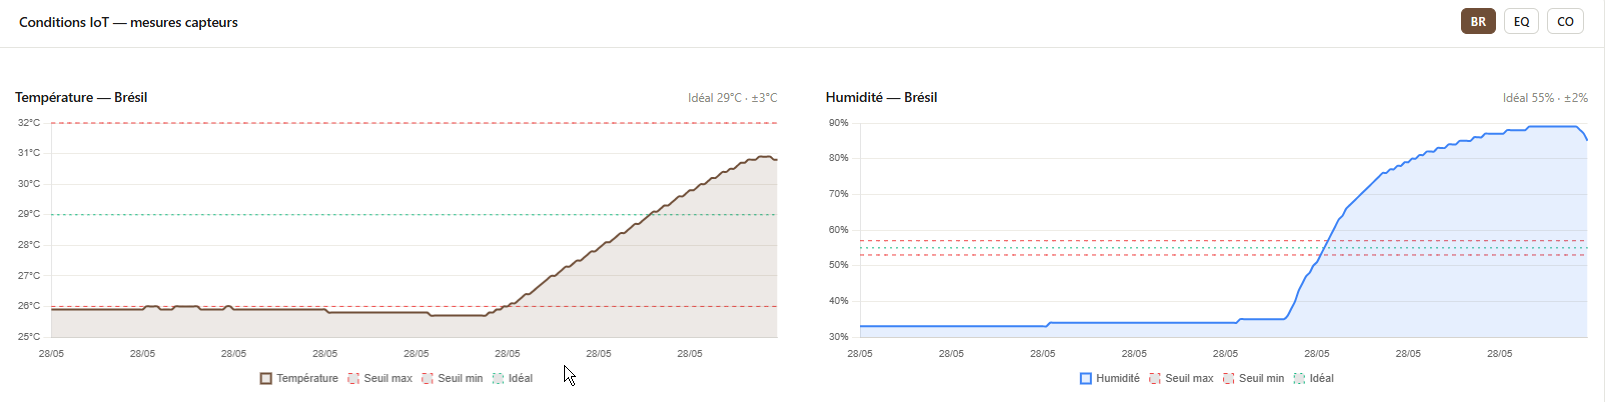 Conditions IoT — mesures capteurs
BR EQ CO
Température — Brésil
Idéal 29°C · ±3°C
32°C
31°C
30°C
29°C
28°C
27°C
26°C
25°C
28/05 28/05 28/05 28/05 28/05 28/05 28/05 28/05
Température Seuil max Seuil min Idéal
Humidité — Brésil
Idéal 55% · ±2%
90%
80%
70%
60%
50%
40%
30%
28/05 28/05 28/05 28/05 28/05 28/05 28/05 28/05
Humidité Seuil max Seuil min Idéal